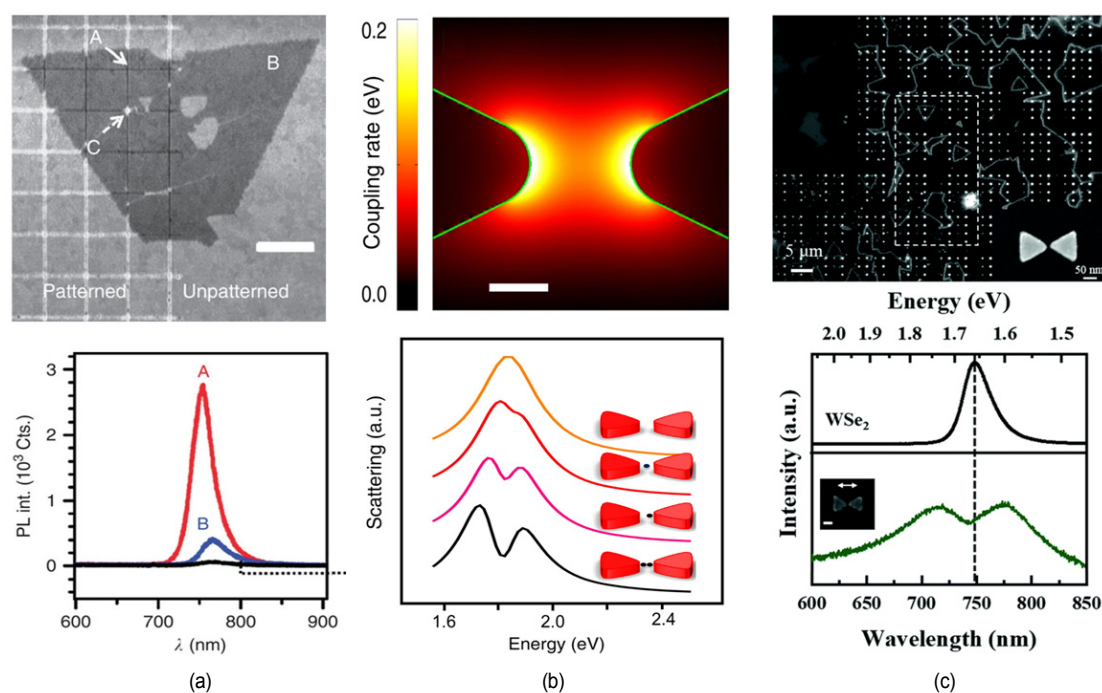 A
B
C
Patterned
Unpatterned
0.2
Coupling rate (eV)
0.0
5 μm
50 nm
3
2
1
0
PL int. (10³ Cts.)
A
B
600
700
800
900
λ (nm)
Scattering (a.u.)
1.6
2.0
2.4
Energy (eV)
Energy (eV)
2.0
1.9
1.8
1.7
1.6
1.5
WSe₂
Intensity (a.u.)
600
650
700
750
800
850
Wavelength (nm)
(a)
(b)
(c)